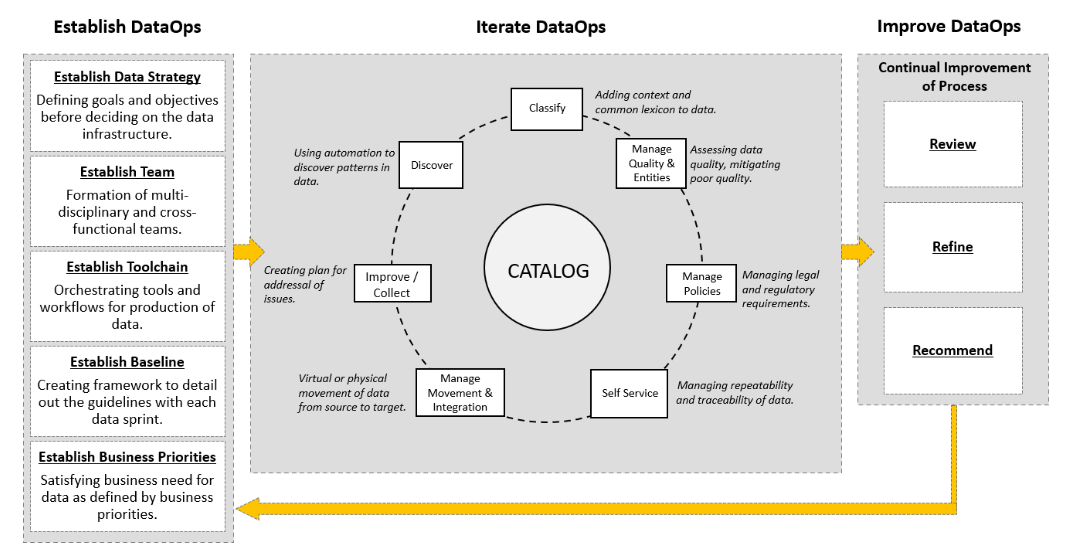 Establish DataOps
Establish Data Strategy
Defining goals and objectives
before deciding on the data
infrastructure.
Establish Team
Formation of multi-
disciplinary and cross-
functional teams.
Establish Toolchain
Orchestrating tools and
workflows for production of
data.
Establish Baseline
Creating framework to detail
out the guidelines with each
data sprint.
Establish Business Priorities
Satisfying business need for
data as defined by business
priorities.
Iterate DataOps
Classify
Adding context and
common lexicon to data.
Manage
Quality &
Entities
Assessing data
quality, mitigating
poor quality.
Manage
Policies
Managing legal
and regulatory
requirements.
Self Service
Managing repeatability
and traceability of data.
Manage
Movement &
Integration
Virtual or physical
movement of data
from source to target.
Improve /
Collect
Creating plan for
addressal of
issues.
Discover
Using automation to
discover patterns in
data.
CATALOG
Improve DataOps
Continual Improvement
of Process
Review
Refine
Recommend